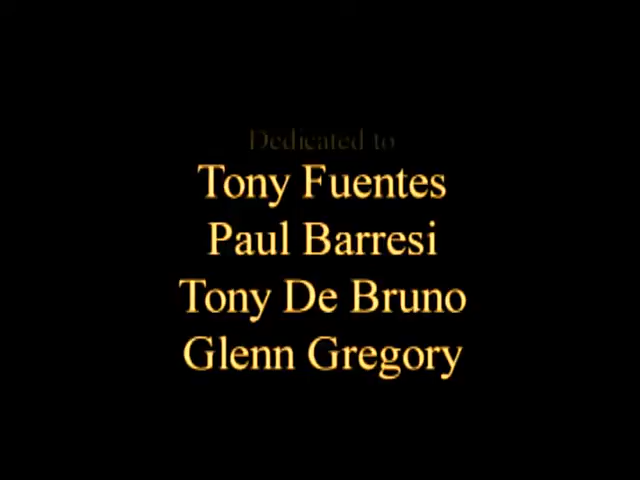 Dedicated to
Tony Fuentes
Paul Barresi
Tony De Bruno
Glenn Gregory